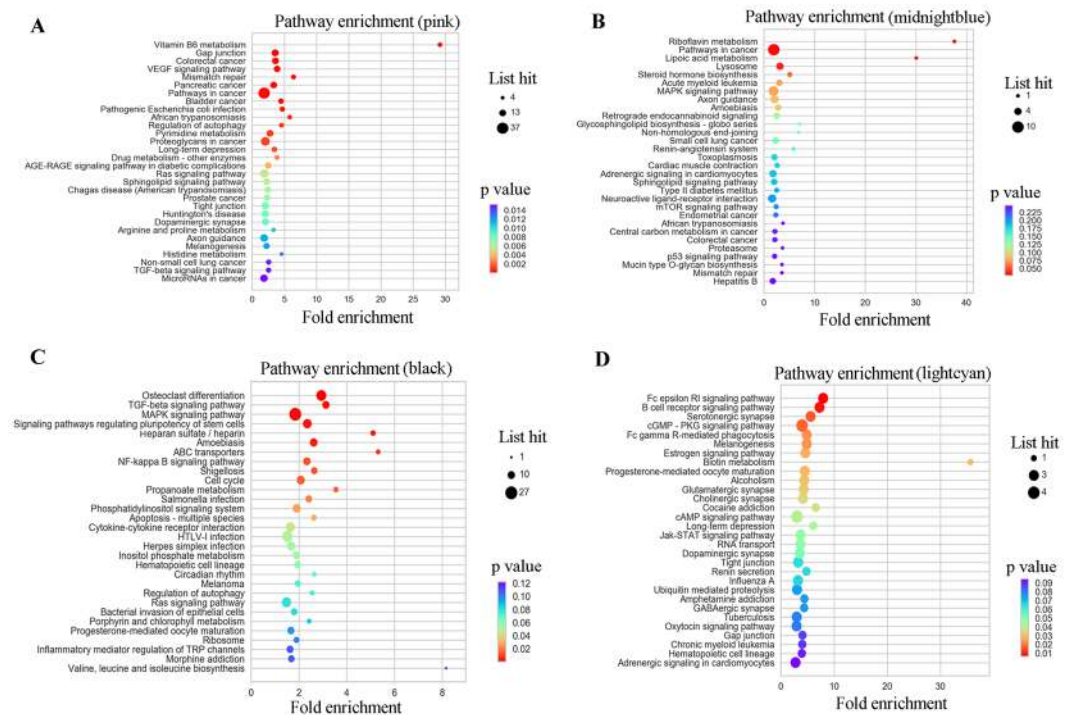 A
Pathway enrichment (pink)
Vitamin B6 metabolism
Gap junction
Colorectal cancer
VEGF signaling pathway
Mismatch repair
Pancreatic cancer
Pathways in cancer
Bladder cancer
Pathogenic Escherichia coli infection
African trypanosomiasis
Regulation of autophagy
Pyrimidine metabolism
Proteoglycans in cancer
Long-term depression
Drug metabolism - other enzymes
AGE-RAGE signaling pathway in diabetic complications
Ras signaling pathway
Sphingolipid signaling pathway
Chagas disease (American trypanosomiasis)
Prostate cancer
Tight junction
Huntington's disease
Dopaminergic synapse
Arginine and proline metabolism
Axon guidance
Melanogenesis
Histidine metabolism
Non-small cell lung cancer
TGF-beta signaling pathway
MicroRNAs in cancer
0 5 10 15 20 25 30
Fold enrichment
List hit
4
13
37
p value
0.014
0.012
0.010
0.008
0.006
0.004
0.002
B
Pathway enrichment (midnightblue)
Riboflavin metabolism
Pathways in cancer
Lipoic acid metabolism
Lysosome
Steroid hormone biosynthesis
Acute myeloid leukemia
MAPK signaling pathway
Axon guidance
Amoebiasis
Retrograde endocannabinoid signaling
Glycosphingolipid biosynthesis - globo series
Non-homologous end-joining
Small cell lung cancer
Renin-angiotensin system
Toxoplasmosis
Cardiac muscle contraction
Adrenergic signaling in cardiomyocytes
Sphingolipid signaling pathway
Type II diabetes mellitus
Neuroactive ligand-receptor interaction
mTOR signaling pathway
Endometrial cancer
African trypanosomiasis
Central carbon metabolism in cancer
Colorectal cancer
Proteasome
p53 signaling pathway
Mucin type O-glycan biosynthesis
Mismatch repair
Hepatitis B
0 10 20 30 40
Fold enrichment
List hit
1
4
10
p value
0.225
0.200
0.175
0.150
0.125
0.100
0.075
0.050
C
Pathway enrichment (black)
Osteoclast differentiation
TGF-beta signaling pathway
MAPK signaling pathway
Signaling pathways regulating pluripotency of stem cells
Heparan sulfate / heparin
Amoebiasis
ABC transporters
NF-kappa B signaling pathway
Shigellosis
Cell cycle
Propanoate metabolism
Salmonella infection
Phosphatidylinositol signaling system
Apoptosis - multiple species
Cytokine-cytokine receptor interaction
HTLV-I infection
Herpes simplex infection
Inositol phosphate metabolism
Hematopoietic cell lineage
Circadian rhythm
Melanoma
Regulation of autophagy
Ras signaling pathway
Bacterial invasion of epithelial cells
Porphyrin and chlorophyll metabolism
Progesterone-mediated oocyte maturation
Ribosome
Inflammatory mediator regulation of TRP channels
Morphine addiction
Valine, leucine and isoleucine biosynthesis
0 2 4 6 8
Fold enrichment
List hit
1
10
27
p value
0.12
0.10
0.08
0.06
0.04
0.02
D
Pathway enrichment (lightcyan)
Fc epsilon RI signaling pathway
B cell receptor signaling pathway
Serotonergic synapse
cGMP - PKG signaling pathway
Fc gamma R-mediated phagocytosis
Melanogenesis
Estrogen signaling pathway
Biotin metabolism
Progesterone-mediated oocyte maturation
Alcoholism
Glutamatergic synapse
Cholinergic synapse
Cocaine addiction
cAMP signaling pathway
Long-term depression
Jak-STAT signaling pathway
RNA transport
Dopaminergic synapse
Tight junction
Renin secretion
Influenza A
Ubiquitin mediated proteolysis
Amphetamine addiction
GABAergic synapse
Tuberculosis
Oxytocin signaling pathway
Gap junction
Chronic myeloid leukemia
Hematopoietic cell lineage
Adrenergic signaling in cardiomyocytes
0 10 20 30
Fold enrichment
List hit
1
3
4
p value
0.09
0.08
0.07
0.06
0.05
0.04
0.03
0.02
0.01